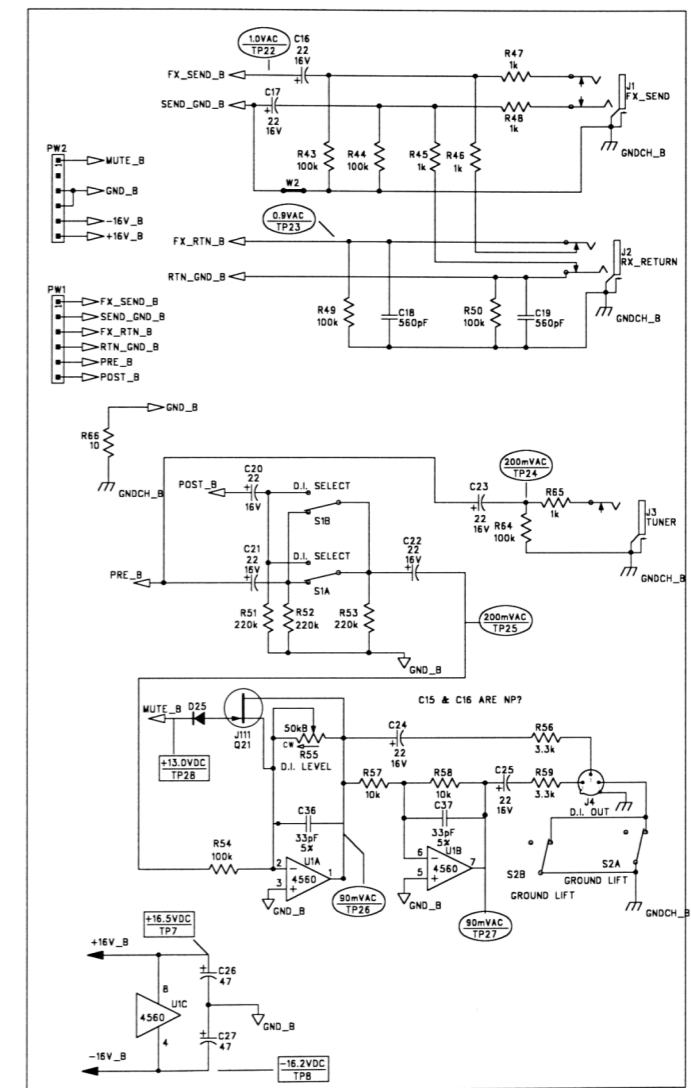 1.0VAC
TP22
C16
22
16V
+
FX_SEND_B
SEND_GND_B
C17
+
22
16V
R47
1k
J1
FX_SEND
R48
1k
R43
100k
R44
100k
R45
1k
R46
1k
GNDCH_B
W2
PW2
1
MUTE_B
GND_B
-16V_B
+16V_B
0.9VAC
TP23
FX_RTN_B
RTN_GND_B
J2
RX_RETURN
GNDCH_B
R49
100k
C18
560pF
R50
100k
C19
560pF
PW1
1
FX_SEND_B
SEND_GND_B
FX_RTN_B
RTN_GND_B
PRE_B
POST_B
GND_B
R66
10
GNDCH_B
POST_B
C20
22
+
16V
D.I. SELECT
S1B
C23
+
22
16V
200mVAC
TP24
R65
1k
R64
100k
J3
TUNER
GNDCH_B
PRE_B
C21
22
16V
+
D.I. SELECT
S1A
C22
22
16V
+
R51
220k
R52
220k
R53
220k
GND_B
200mVAC
TP25
C15 & C16 ARE NP?
MUTE_B
D25
J111
Q21
+13.0VDC
TP28
50kB
CW
R55
D.I. LEVEL
C24
+
22
16V
R56
3.3k
R57
10k
R58
10k
C25
+
22
16V
R59
3.3k
J4
D.I. OUT
C36
33pF
5%
C37
33pF
5%
R54
100k
2
-
3
+
U1A
4560
1
GND_B
90mVAC
TP26
6
-
5
+
U1B
4560
7
GND_B
90mVAC
TP27
S2B
GROUND LIFT
S2A
GROUND LIFT
GNDCH_B
+16.5VDC
TP7
+16V_B
8
U1C
4560
4
+
C26
47
GND_B
+
C27
47
-16V_B
-16.2VDC
TP8